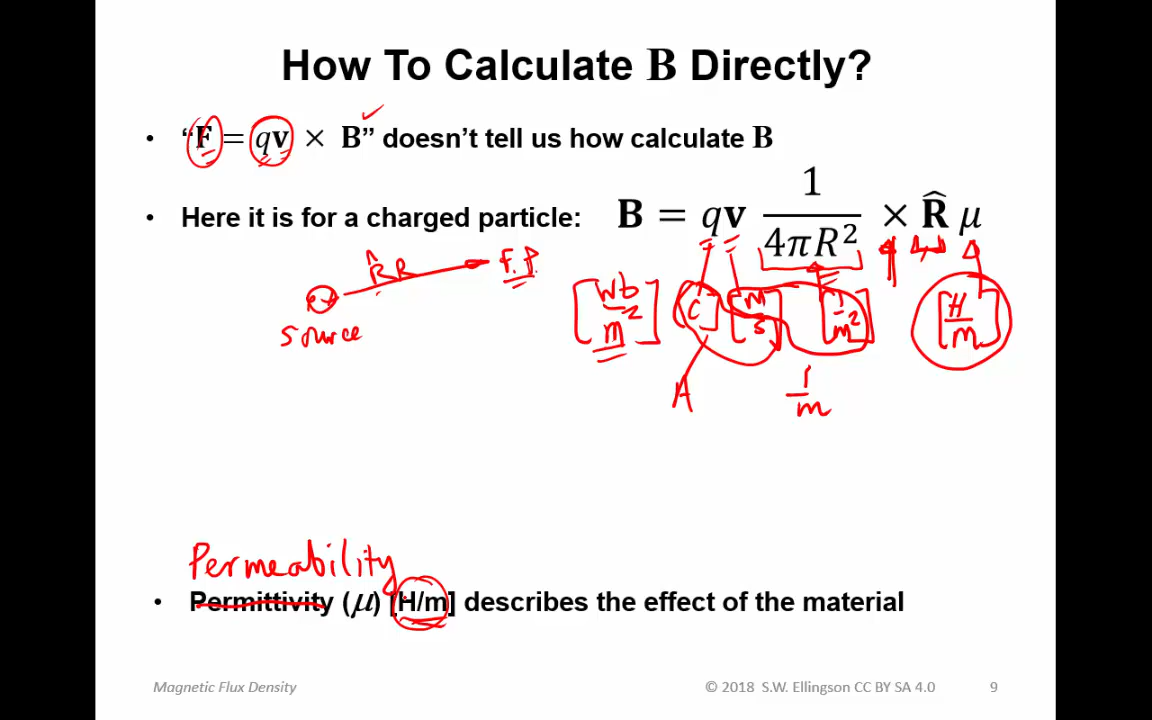 How To Calculate B Directly?
• “F = qv × B” doesn’t tell us how calculate B
• Here it is for a charged particle: B = qv 1/(4πR²) × R̂ μ
R̂ R F.P.
q+
source
[Wb/m²] [C] [m/s] [1/m²] [H/m]
A 1/m
Permeability
• Permittivity (μ) [H/m] describes the effect of the material
Magnetic Flux Density © 2018 S.W. Ellingson CC BY SA 4.0 9